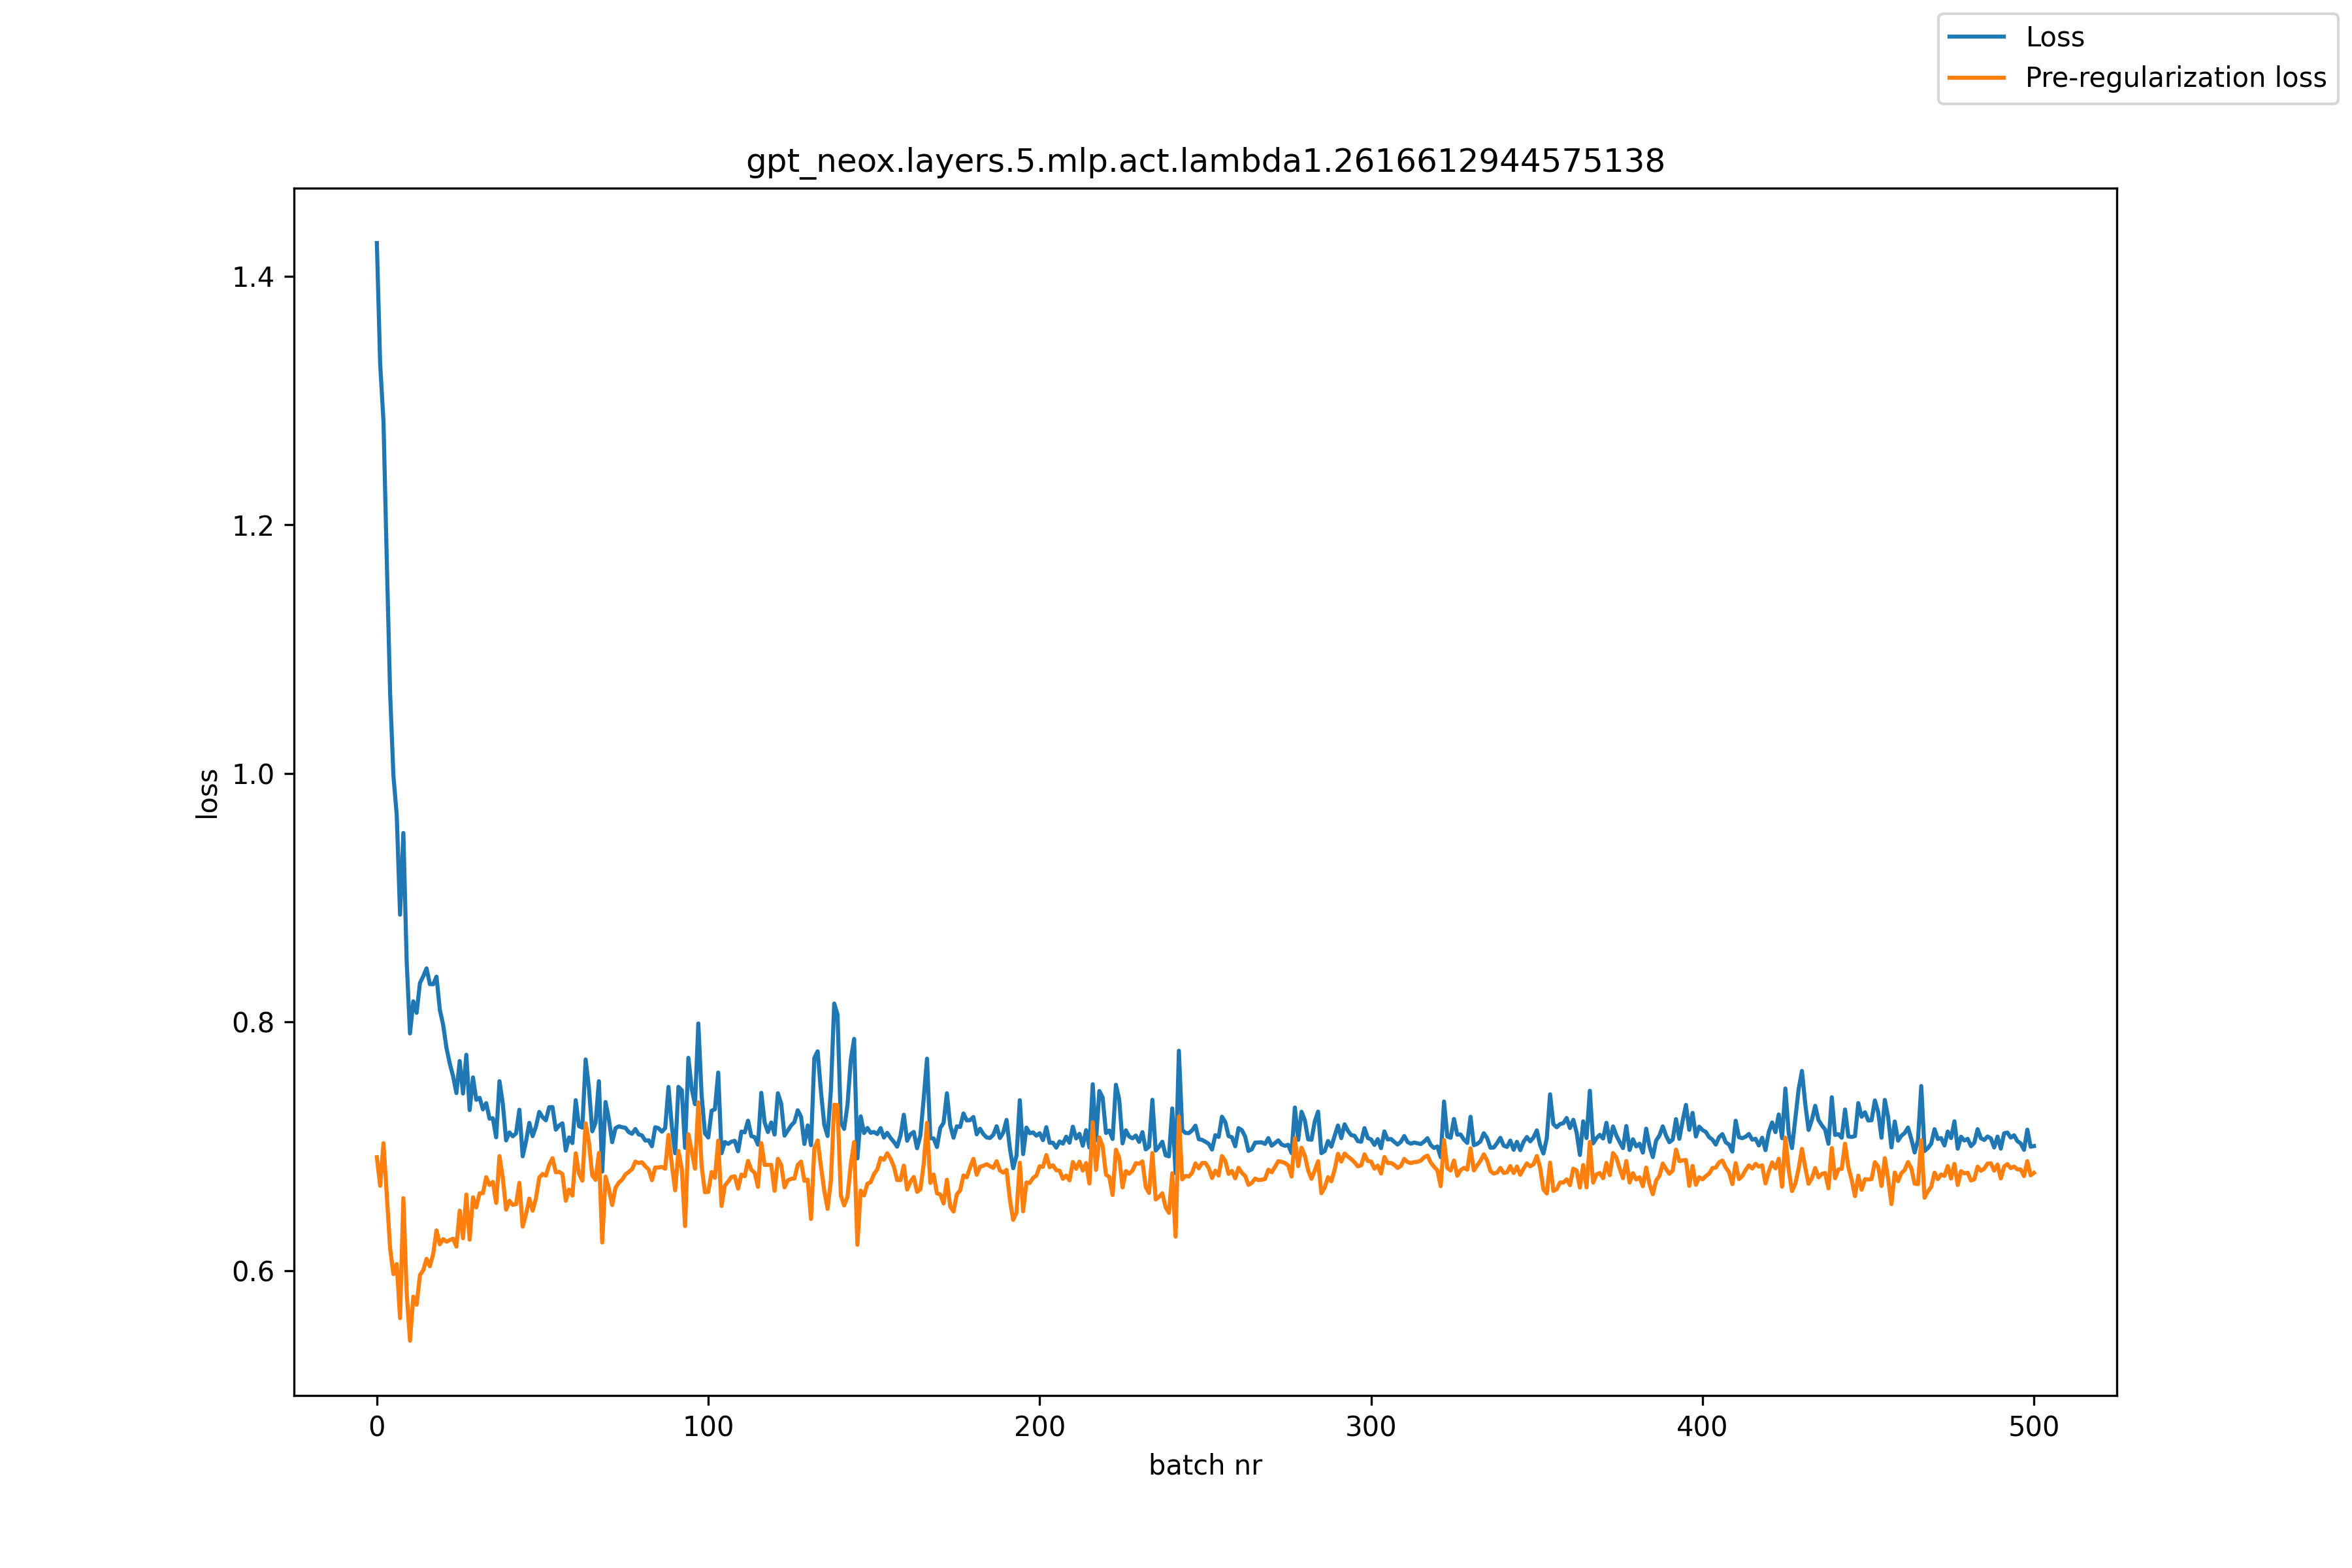 Loss
Pre-regularization loss
gpt_neox.layers.5.mlp.act.lambda1.2616612944575138
1.4
1.2
1.0
0.8
0.6
loss
0 100 200 300 400 500
batch nr